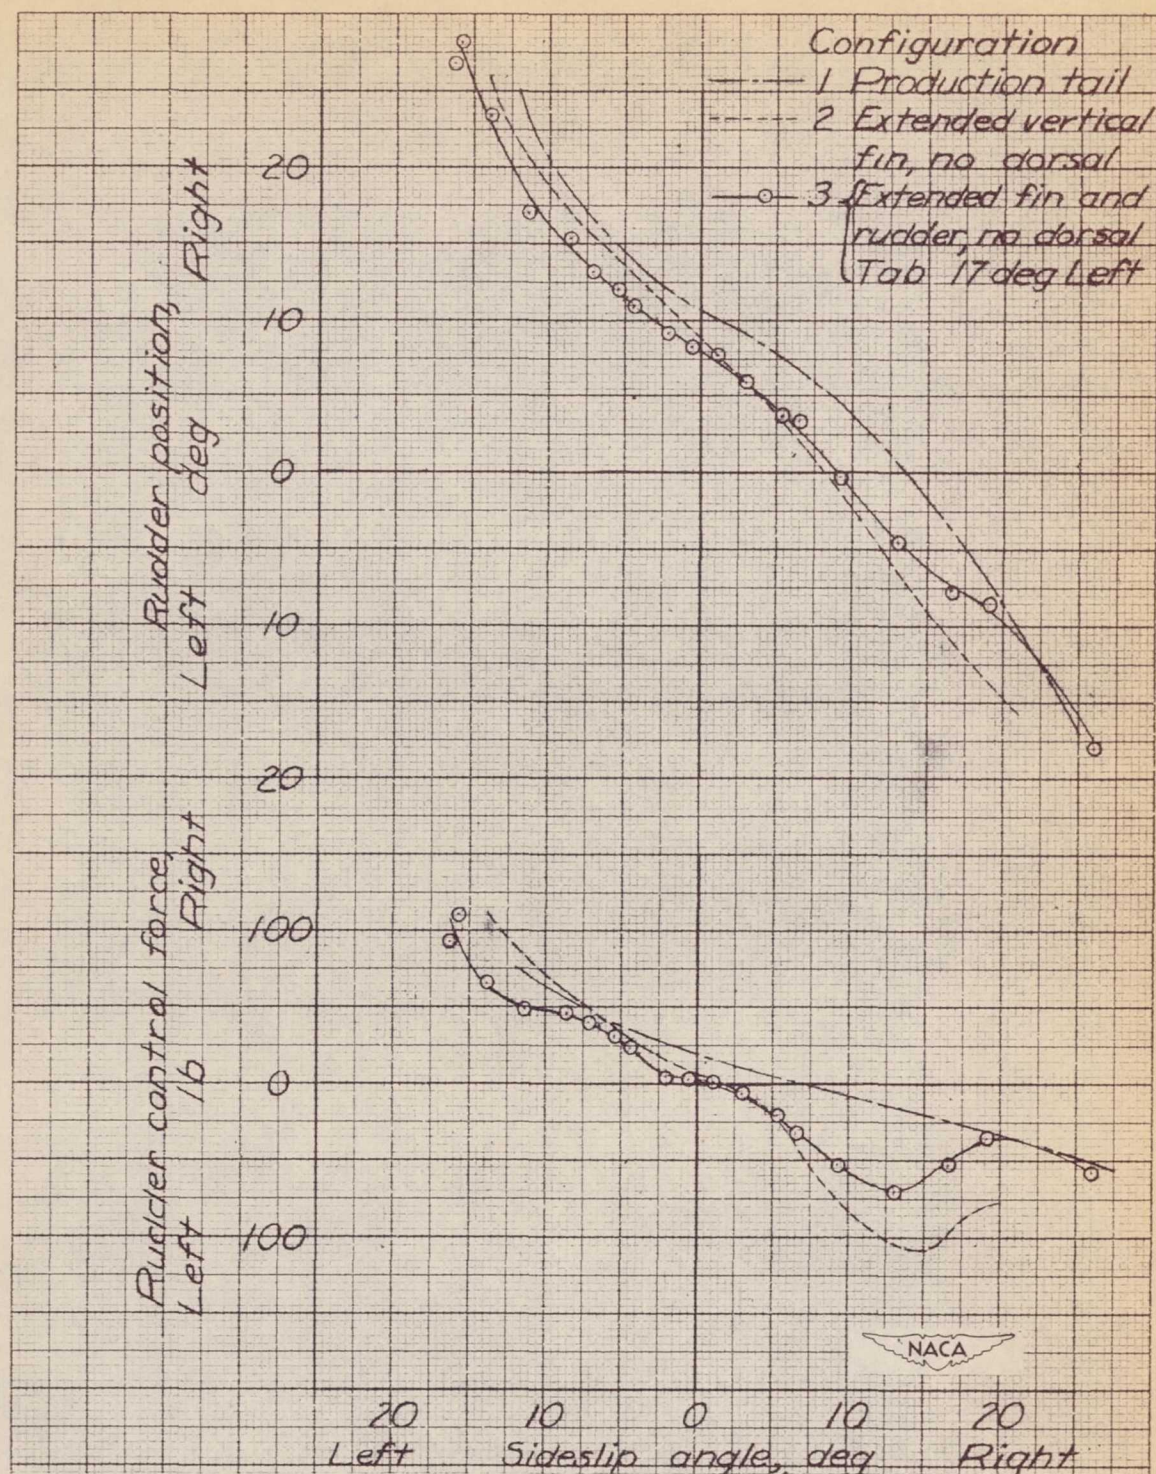 Configuration
1 Production tail
2 Extended vertical
fin, no dorsal
3 {Extended fin and
rudder, no dorsal
Tab 17 deg Left
Rudder position,
deg
Right
Left
20
10
0
10
20
Rudder control force,
lb
Right
Left
100
0
100
NACA
20 10 0 10 20
Left Sideslip angle, deg Right